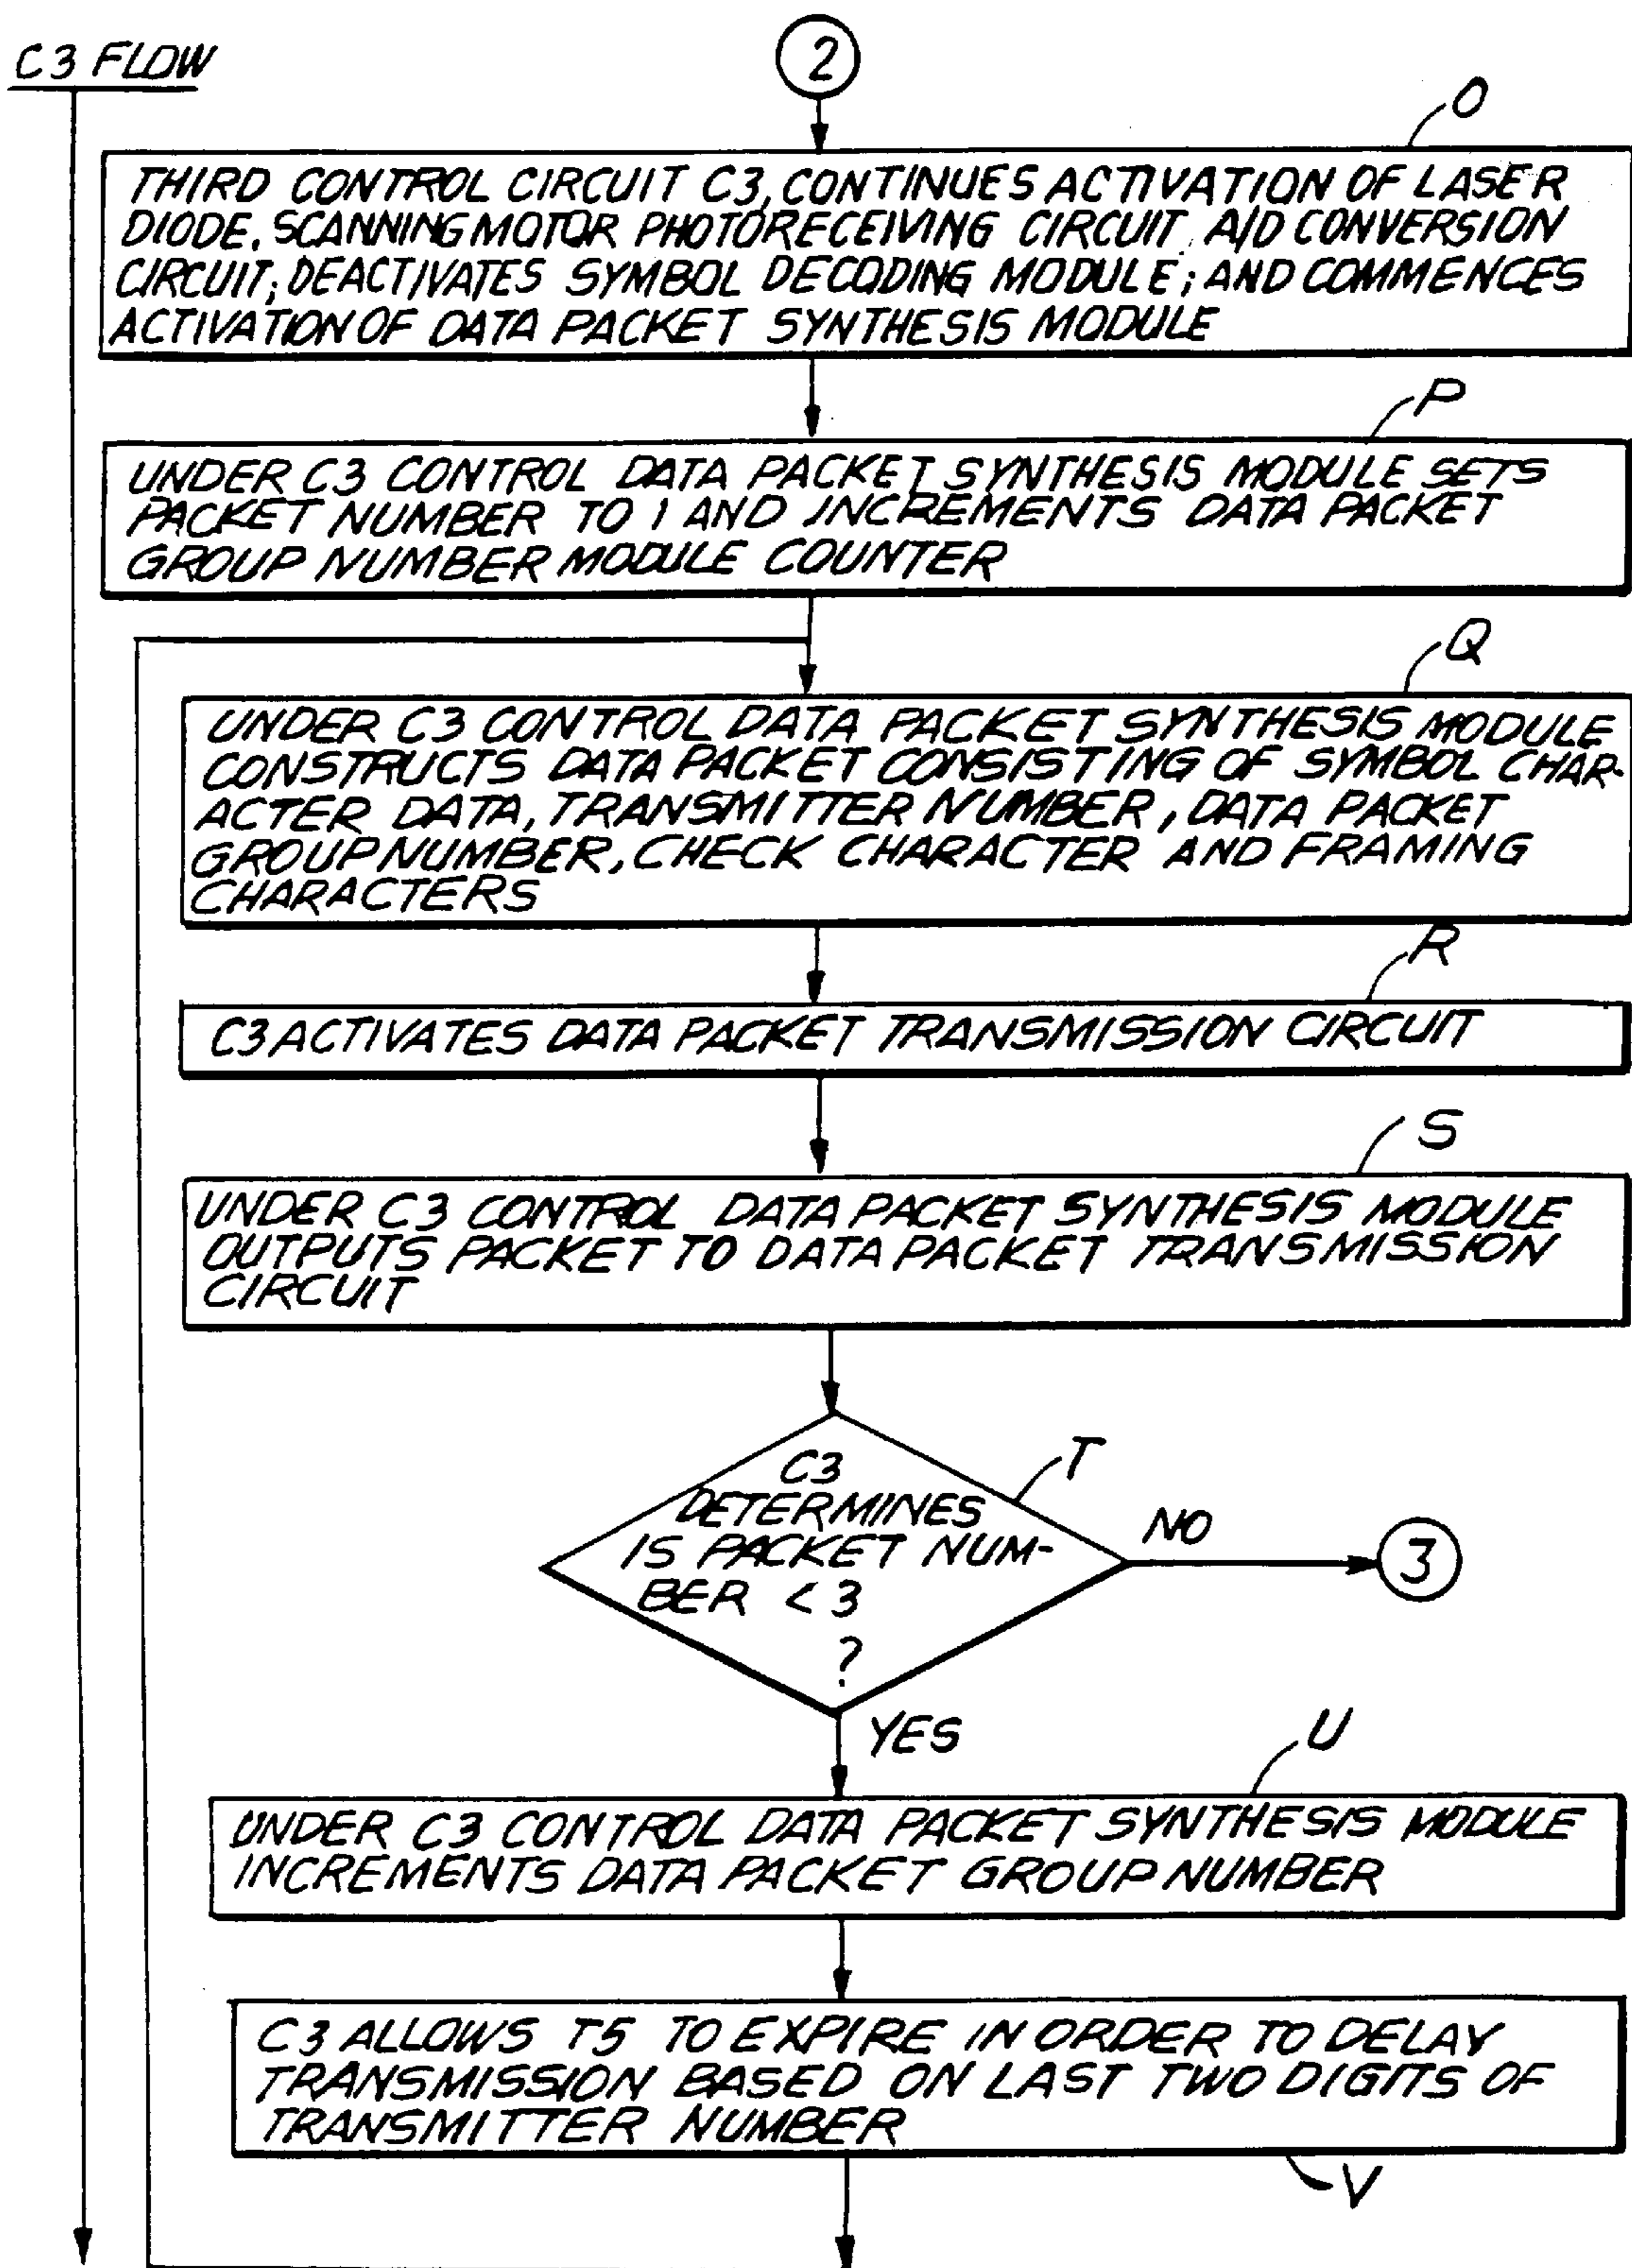 C3 FLOW
2
O
THIRD CONTROL CIRCUIT C3, CONTINUES ACTIVATION OF LASER
DIODE, SCANNING MOTOR PHOTORECEIVING CIRCUIT, A/D CONVERSION
CIRCUIT; DEACTIVATES SYMBOL DECODING MODULE; AND COMMENCES
ACTIVATION OF DATA PACKET SYNTHESIS MODULE
P
UNDER C3 CONTROL DATA PACKET SYNTHESIS MODULE SETS
PACKET NUMBER TO 1 AND INCREMENTS DATA PACKET
GROUP NUMBER MODULE COUNTER
Q
UNDER C3 CONTROL DATA PACKET SYNTHESIS MODULE
CONSTRUCTS DATA PACKET CONSISTING OF SYMBOL CHAR-
ACTER DATA, TRANSMITTER NUMBER, DATA PACKET
GROUP NUMBER, CHECK CHARACTER AND FRAMING
CHARACTERS
R
C3 ACTIVATES DATA PACKET TRANSMISSION CIRCUIT
S
UNDER C3 CONTROL DATA PACKET SYNTHESIS MODULE
OUTPUTS PACKET TO DATA PACKET TRANSMISSION
CIRCUIT
T
C3
DETERMINES
IS PACKET NUM-
BER < 3
?
NO
3
YES
U
UNDER C3 CONTROL DATA PACKET SYNTHESIS MODULE
INCREMENTS DATA PACKET GROUP NUMBER
C3 ALLOWS T5 TO EXPIRE IN ORDER TO DELAY
TRANSMISSION BASED ON LAST TWO DIGITS OF
TRANSMITTER NUMBER
V